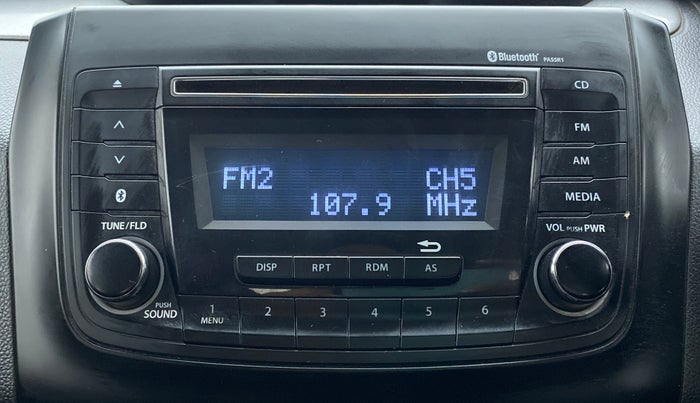 Bluetooth® PA5SR1
CD
FM
AM
MEDIA
TUNE/FLD
VOL PUSH PWR
FM2 CH5
107.9 MHz
DISP RPT RDM AS
PUSH
SOUND
1 2 3 4 5 6
MENU